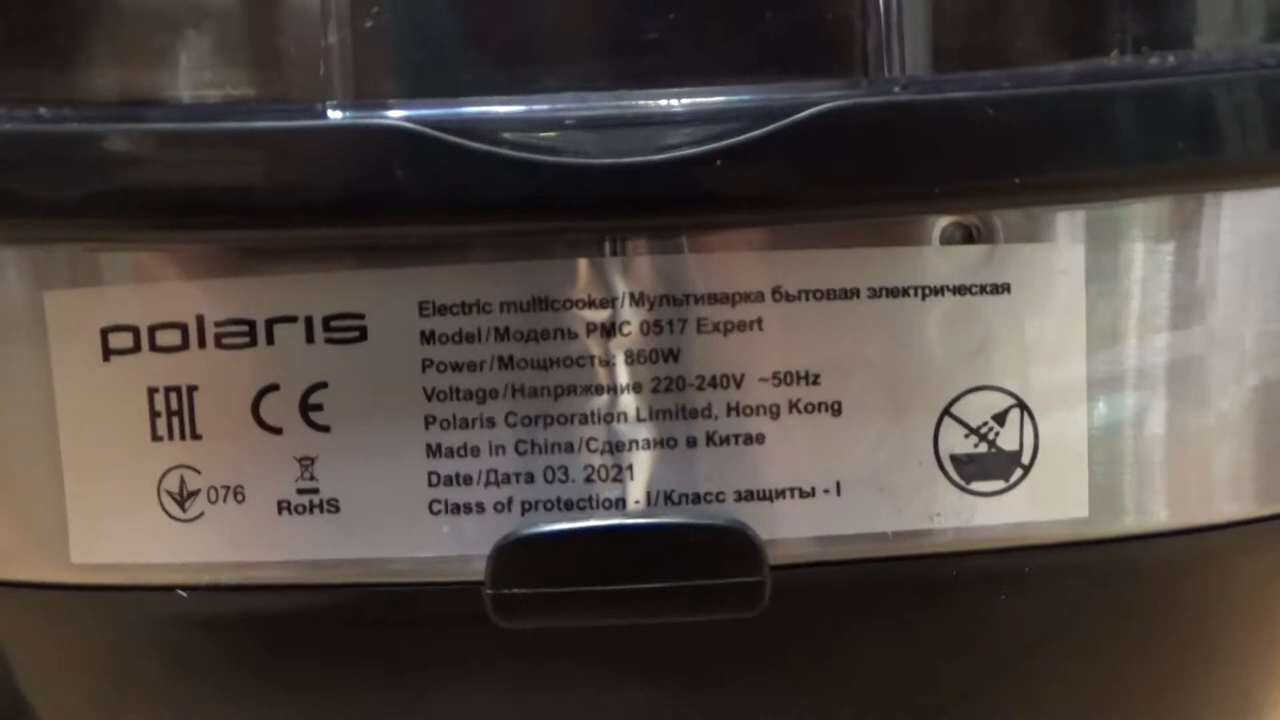 polaris
EAC CE
076
RoHS
Electric multicooker/Мультиварка бытовая электрическая
Model/Модель PMC 0517 Expert
Power/Мощность: 860W
Voltage/Напряжение 220-240V ~50Hz
Polaris Corporation Limited, Hong Kong
Made in China/Сделано в Китае
Date/Дата 03. 2021
Class of protection - I/Класс защиты - I